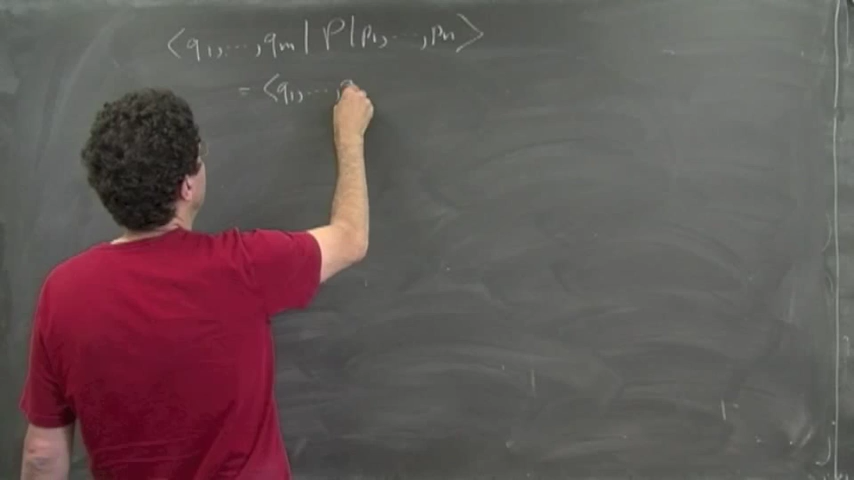 ⟨q₁, ..., qₘ | P | p₁, ..., pₙ⟩
= ⟨q₁, ..., q